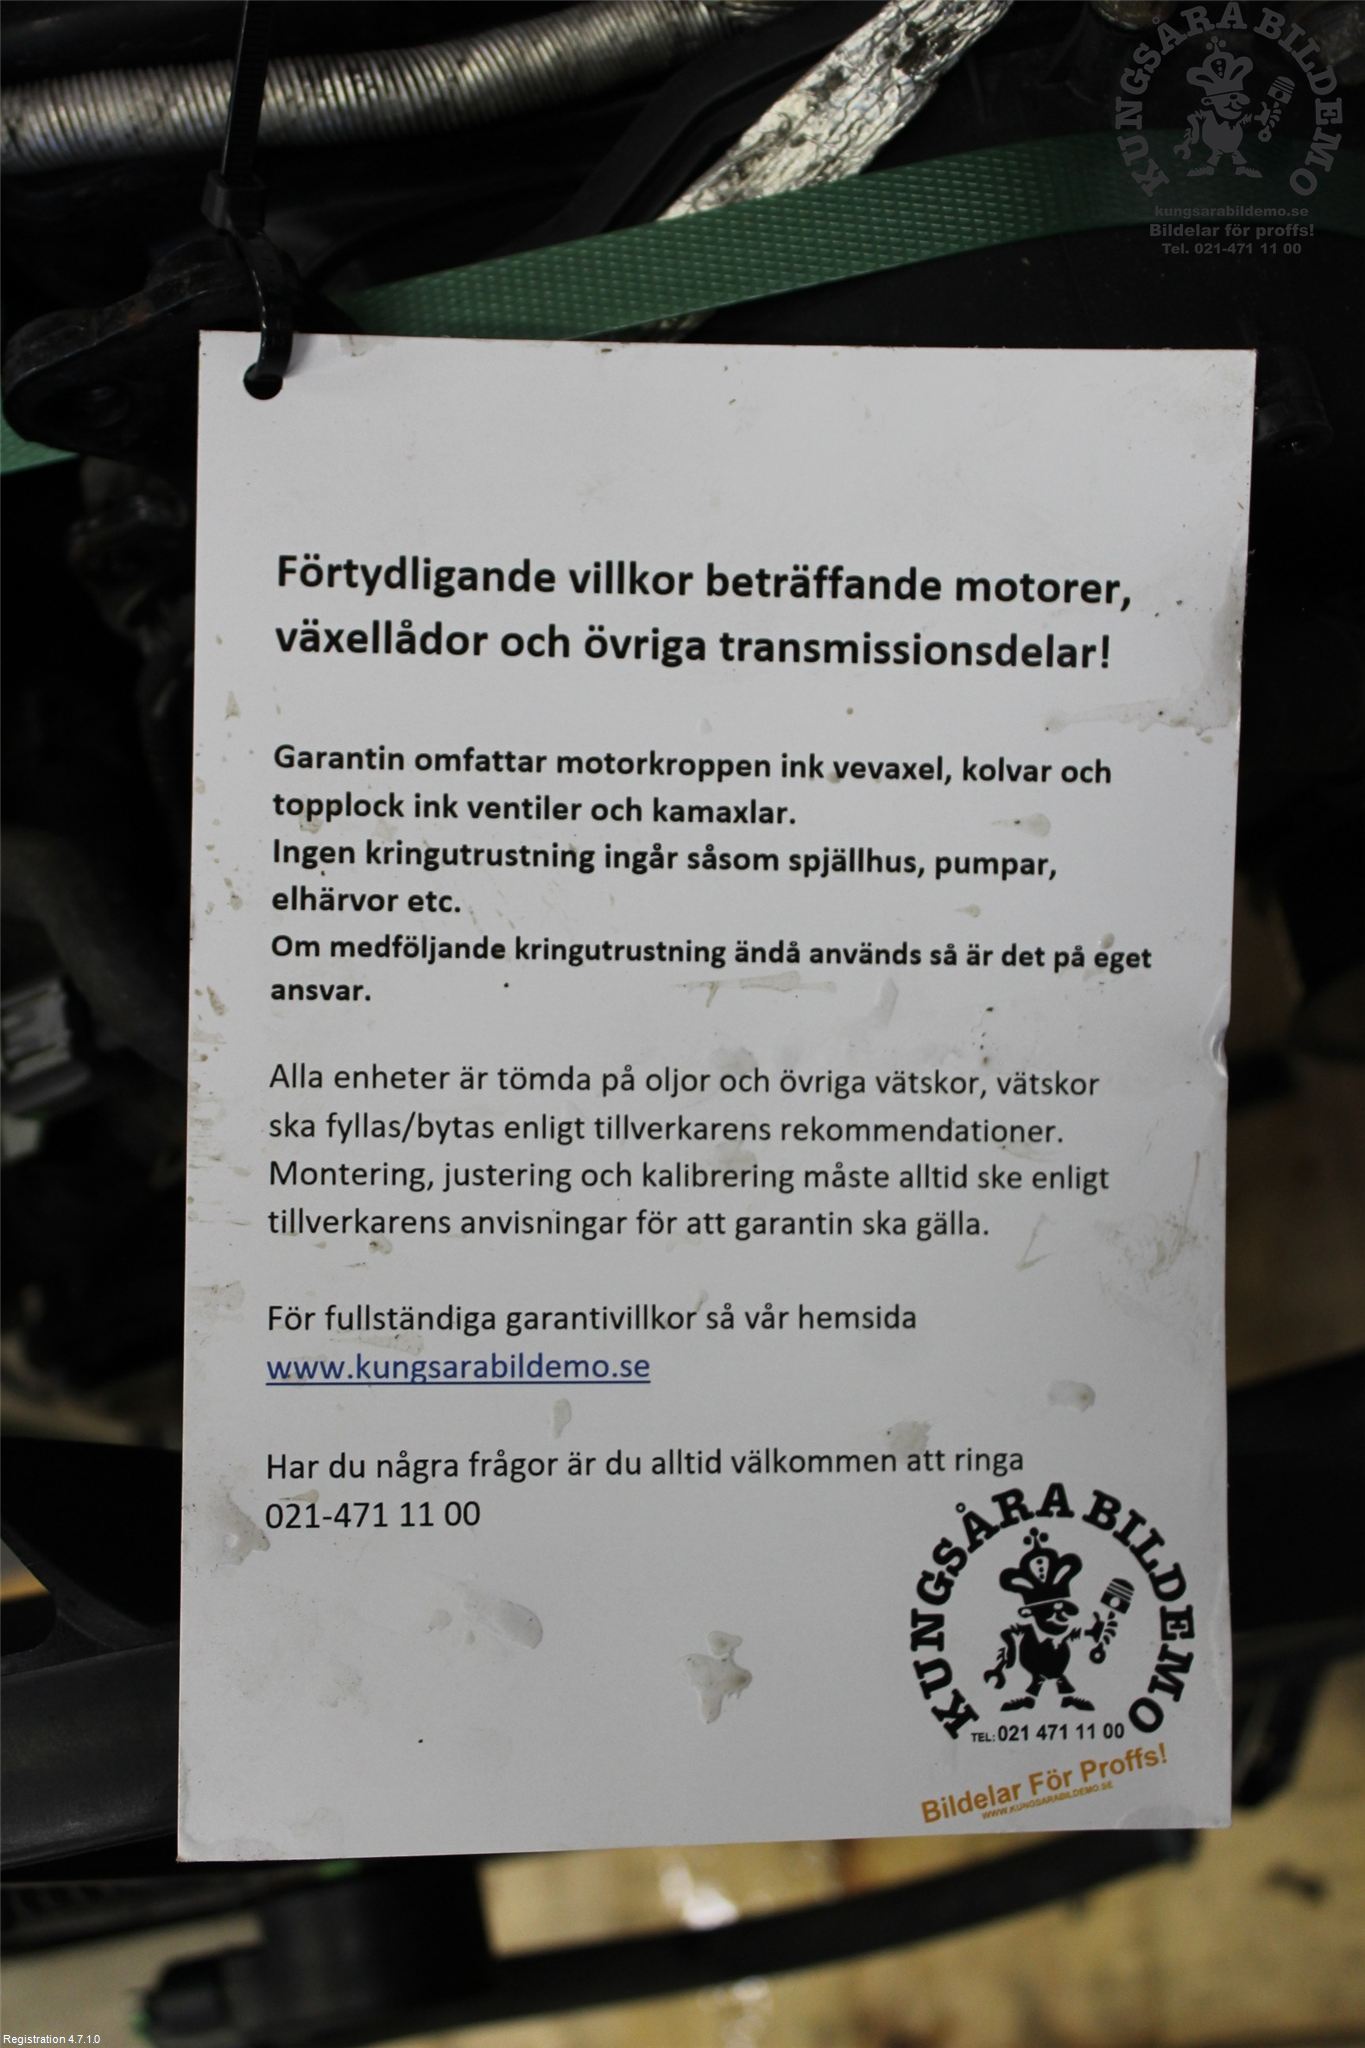 KUNGSÅRA BILDEMO
kungsarabildemo.se
Bildelar för proffs!
Tel. 021-471 11 00
Förtydligande villkor beträffande motorer,
växellådor och övriga transmissionsdelar!
Garantin omfattar motorkroppen ink vevaxel, kolvar och
topplock ink ventiler och kamaxlar.
Ingen kringutrustning ingår såsom spjällhus, pumpar,
elhärvor etc.
Om medföljande kringutrustning ändå används så är det på eget
ansvar.
Alla enheter är tömda på oljor och övriga vätskor, vätskor
ska fyllas/bytas enligt tillverkarens rekommendationer.
Montering, justering och kalibrering måste alltid ske enligt
tillverkarens anvisningar för att garantin ska gälla.
För fullständiga garantivillkor så vår hemsida
www.kungsarabildemo.se
Har du några frågor är du alltid välkommen att ringa
021-471 11 00
KUNGSÅRA BILDEMO
TEL: 021 471 11 00
Bildelar För Proffs!
WWW.KUNGSARABILDEMO.SE
Registration 4.7.1.0